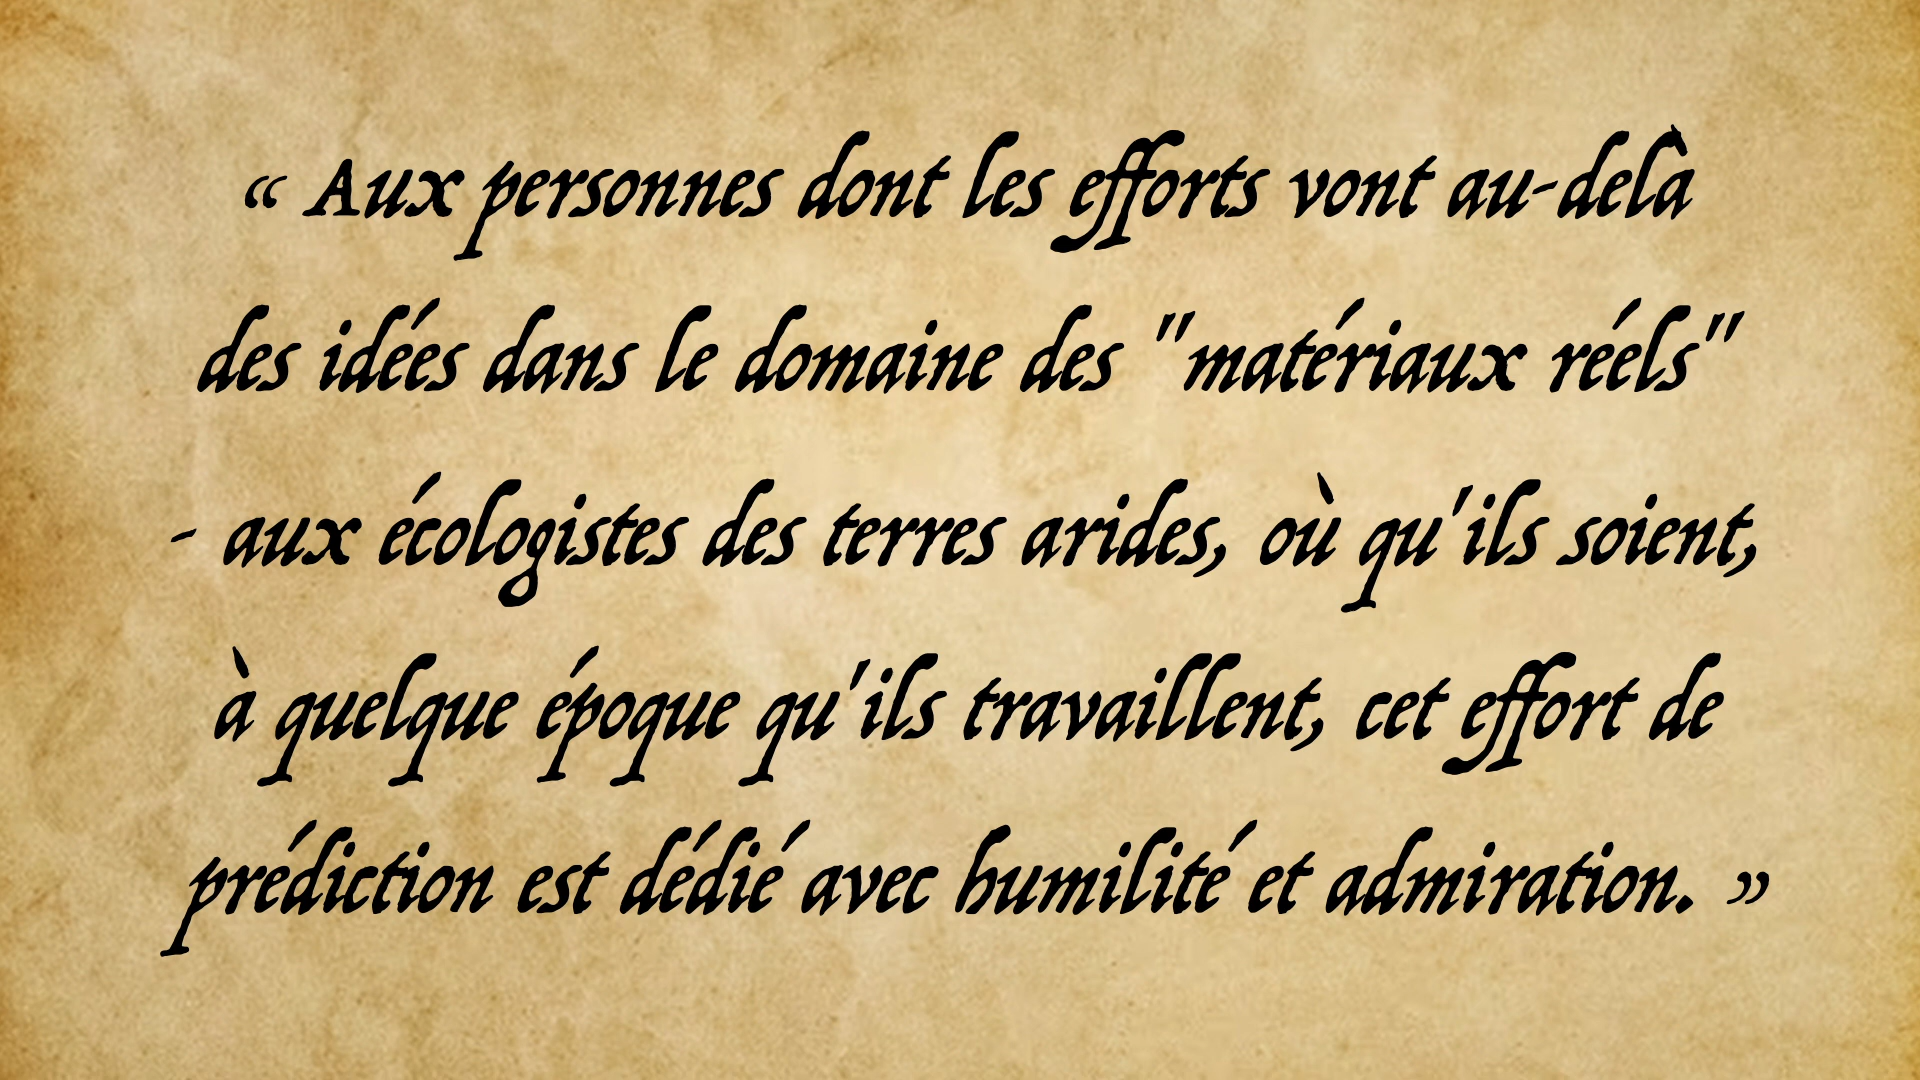 “ Aux personnes dont les efforts vont au-delà
des idées dans le domaine des "matériaux réels"
- aux écologistes des terres arides, où qu'ils soient,
à quelque époque qu'ils travaillent, cet effort de
prédiction est dédié avec humilité et admiration. ”